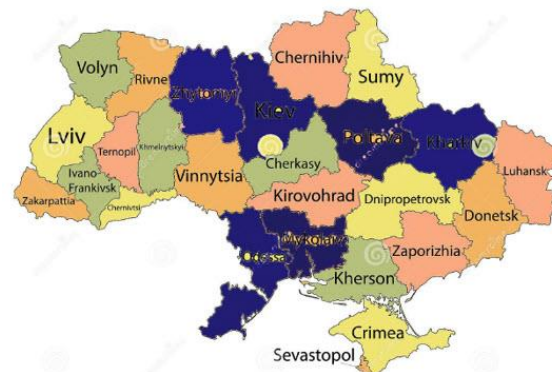 Chernihiv
Volyn
Rivne
Sumy
Zhytomyr
Kiev
Lviv
Ternopil
Khmelnytskyi
Poltava
Kharkiv
Luhansk
Cherkasy
Ivano-
Frankivsk
Vinnytsia
Kirovohrad
Dnipropetrovsk
Donetsk
Zakarpattia
Chernivtsi
Mykolaiv
Odessa
Zaporizhia
Kherson
Crimea
Sevastopol